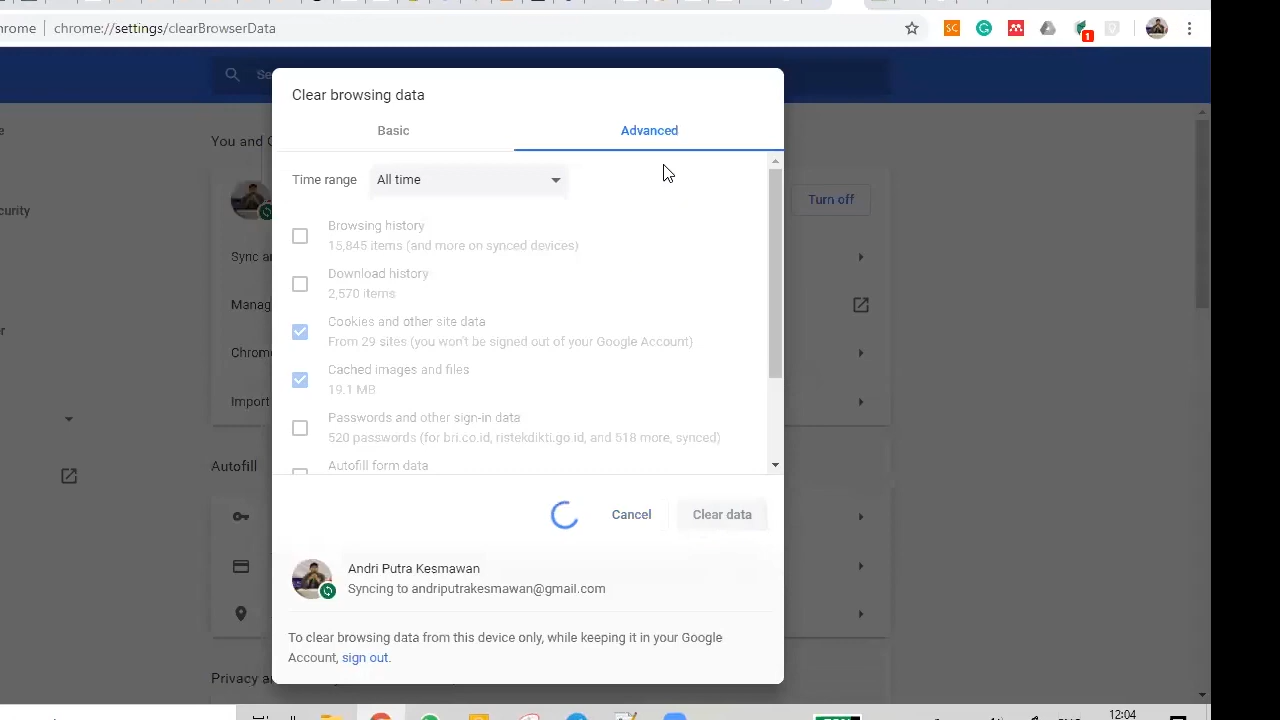 hrome
chrome://settings/clearBrowserData
SC
1
Se
Clear browsing data
Basic
Advanced
You and
Time range
All time
Turn off
ecurity
Browsing history
15,845 items (and more on synced devices)
Sync a
Download history
2,570 items
Manag
Cookies and other site data
From 29 sites (you won't be signed out of your Google Account)
Chrom
Cached images and files
19.1 MB
Import
Passwords and other sign-in data
520 passwords (for bri.co.id, ristekdikti.go.id, and 518 more, synced)
Autofill
Autofill form data
Cancel
Clear data
Andri Putra Kesmawan
Syncing to andriputrakesmawan@gmail.com
To clear browsing data from this device only, while keeping it in your Google
Account, sign out.
Privacy a
12:04